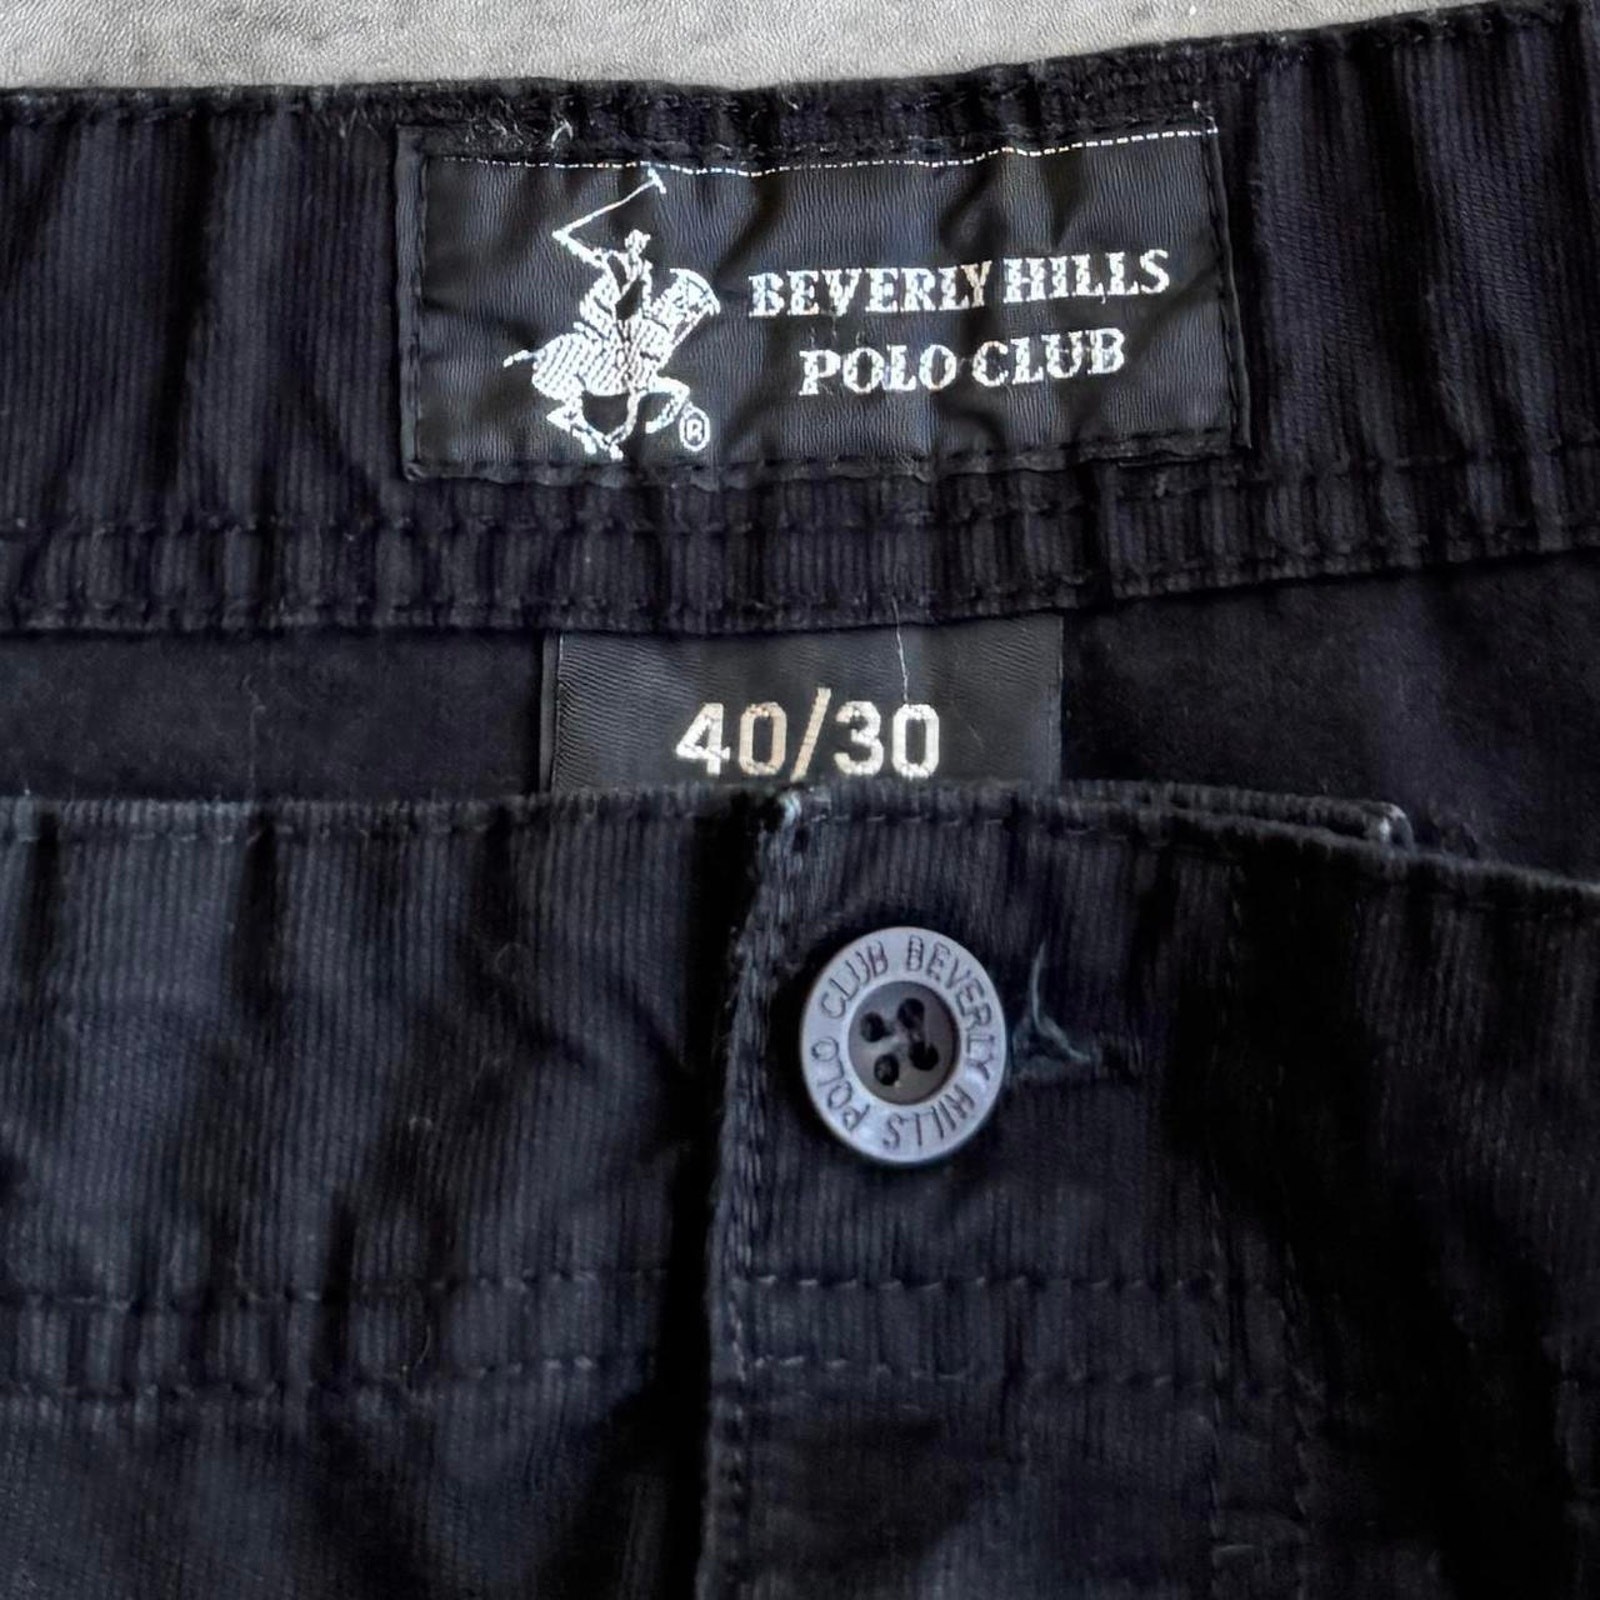 BEVERLY HILLS
POLO CLUB
®
40/30
BEVERLY HILLS POLO CLUB